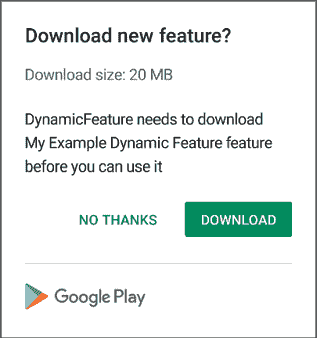 Download new feature?
Download size: 20 MB
DynamicFeature needs to download
My Example Dynamic Feature feature
before you can use it
NO THANKS DOWNLOAD
Google Play